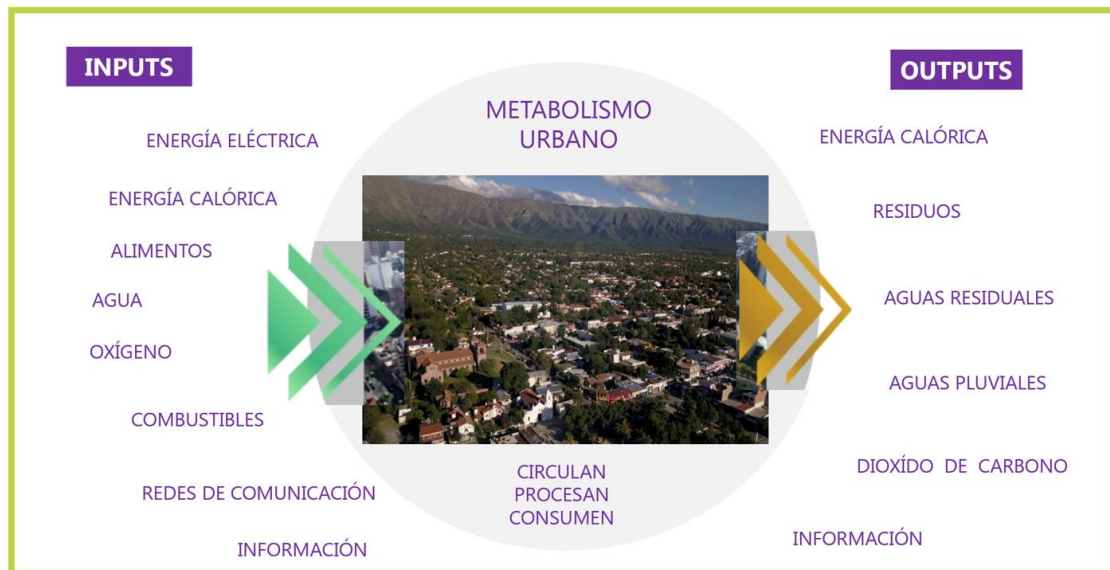 INPUTS
ENERGÍA ELÉCTRICA
ENERGÍA CALÓRICA
ALIMENTOS
AGUA
OXÍGENO
COMBUSTIBLES
REDES DE COMUNICACIÓN
INFORMACIÓN
METABOLISMO
URBANO
CIRCULAN
PROCESAN
CONSUMEN
OUTPUTS
ENERGÍA CALÓRICA
RESIDUOS
AGUAS RESIDUALES
AGUAS PLUVIALES
DIOXÍDO DE CARBONO
INFORMACIÓN